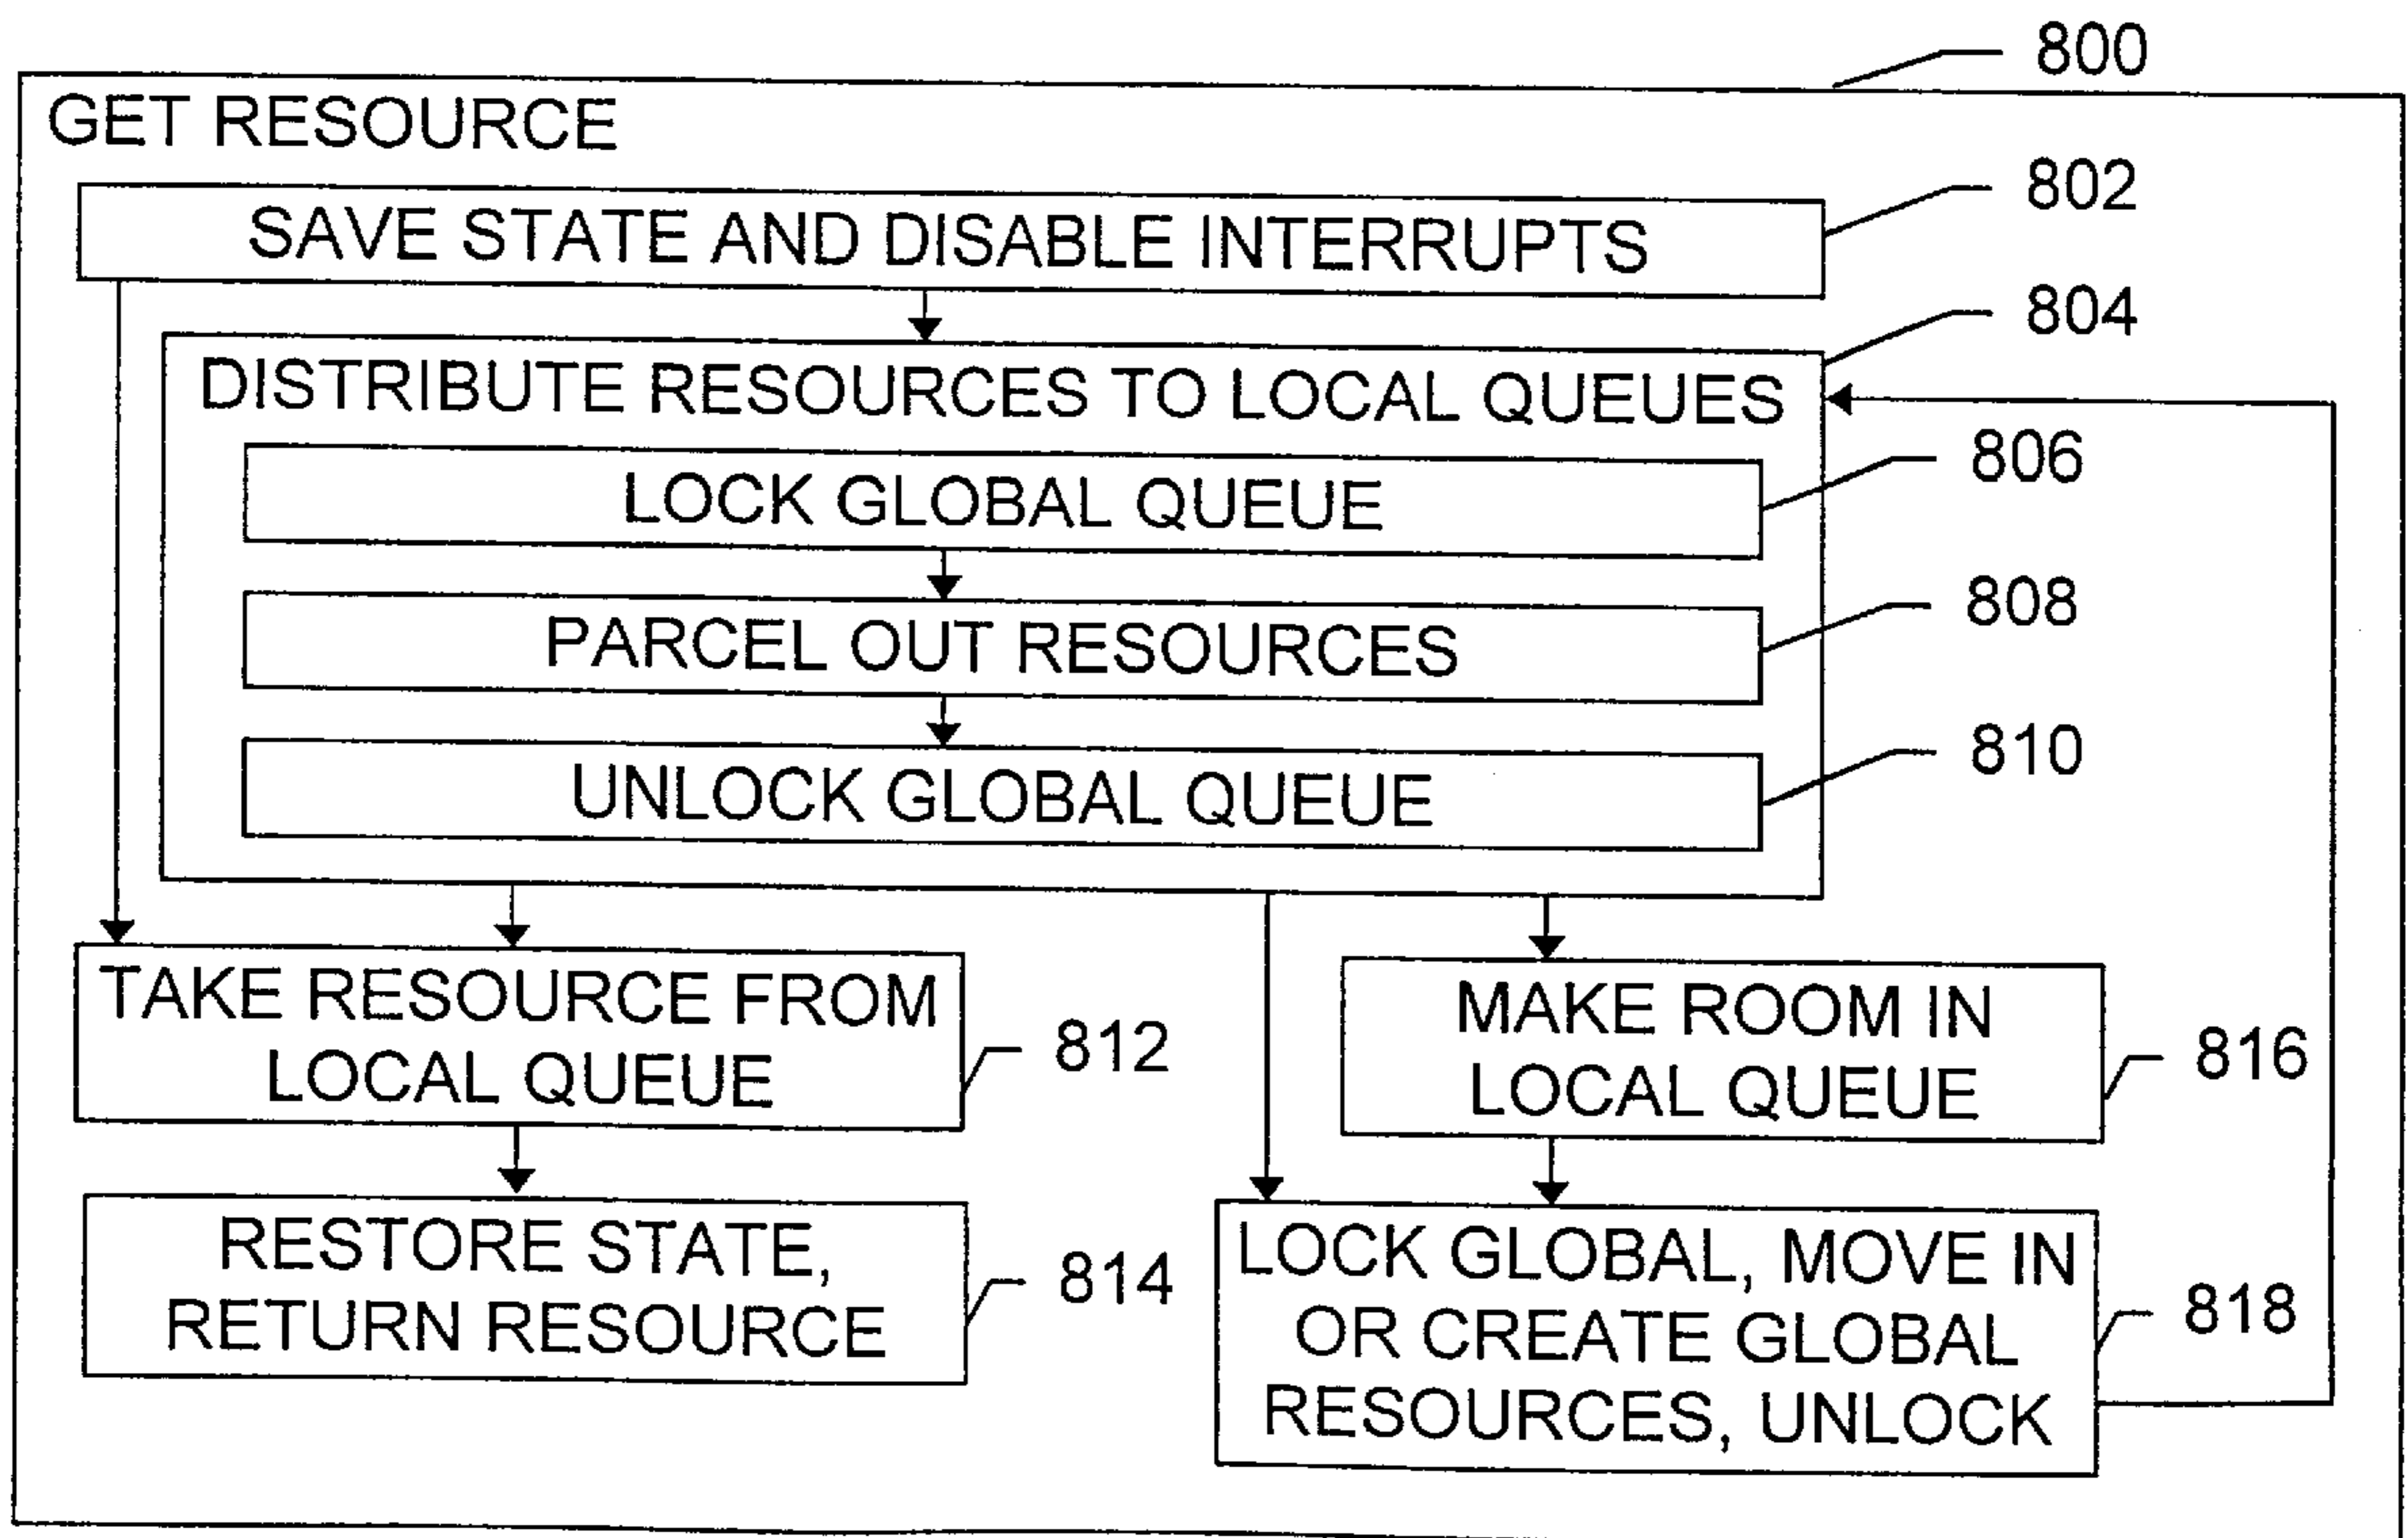 800
GET RESOURCE
802
SAVE STATE AND DISABLE INTERRUPTS
804
DISTRIBUTE RESOURCES TO LOCAL QUEUES
806
LOCK GLOBAL QUEUE
808
PARCEL OUT RESOURCES
810
UNLOCK GLOBAL QUEUE
TAKE RESOURCE FROM
LOCAL QUEUE
812
MAKE ROOM IN
LOCAL QUEUE
816
RESTORE STATE,
RETURN RESOURCE
814
LOCK GLOBAL, MOVE IN
OR CREATE GLOBAL
RESOURCES, UNLOCK
818